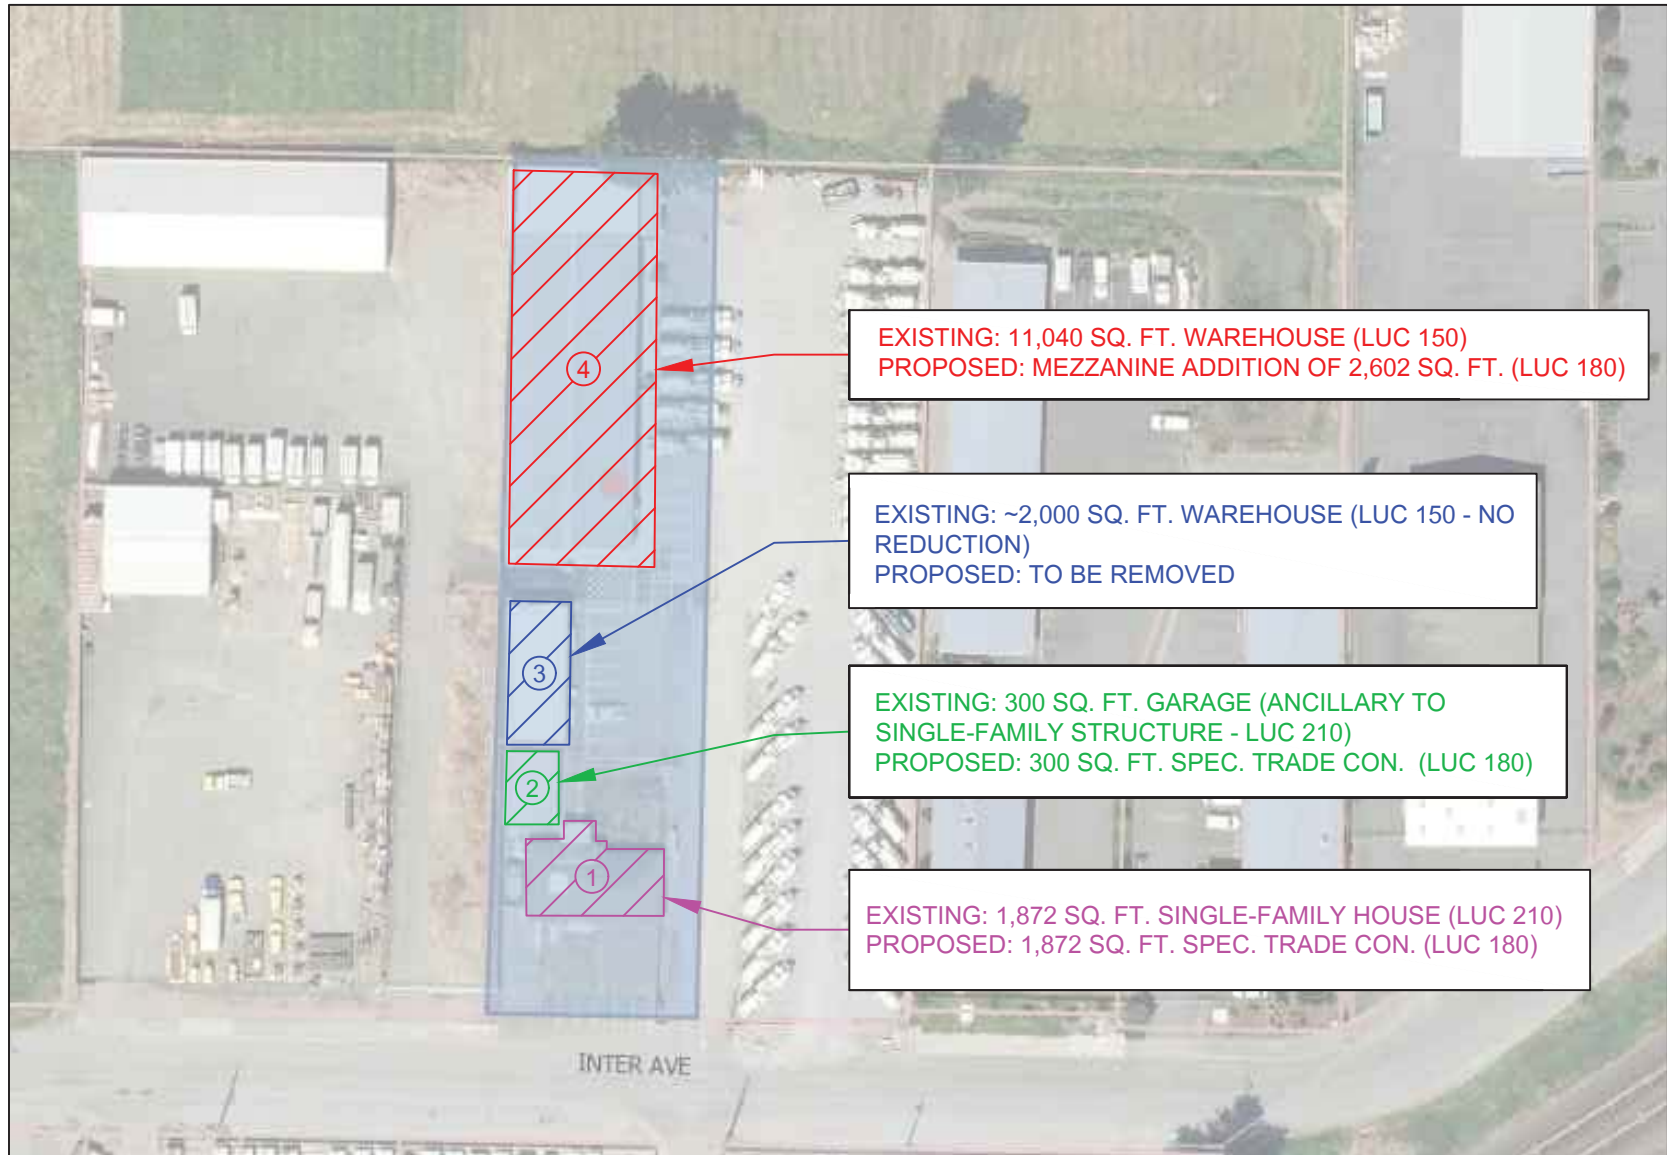 EXISTING: 11,040 SQ. FT. WAREHOUSE (LUC 150)
PROPOSED: MEZZANINE ADDITION OF 2,602 SQ. FT. (LUC 180)
4
EXISTING: ~2,000 SQ. FT. WAREHOUSE (LUC 150 - NO
REDUCTION)
PROPOSED: TO BE REMOVED
3
EXISTING: 300 SQ. FT. GARAGE (ANCILLARY TO
SINGLE-FAMILY STRUCTURE - LUC 210)
PROPOSED: 300 SQ. FT. SPEC. TRADE CON. (LUC 180)
2
1
EXISTING: 1,872 SQ. FT. SINGLE-FAMILY HOUSE (LUC 210)
PROPOSED: 1,872 SQ. FT. SPEC. TRADE CON. (LUC 180)
INTER AVE